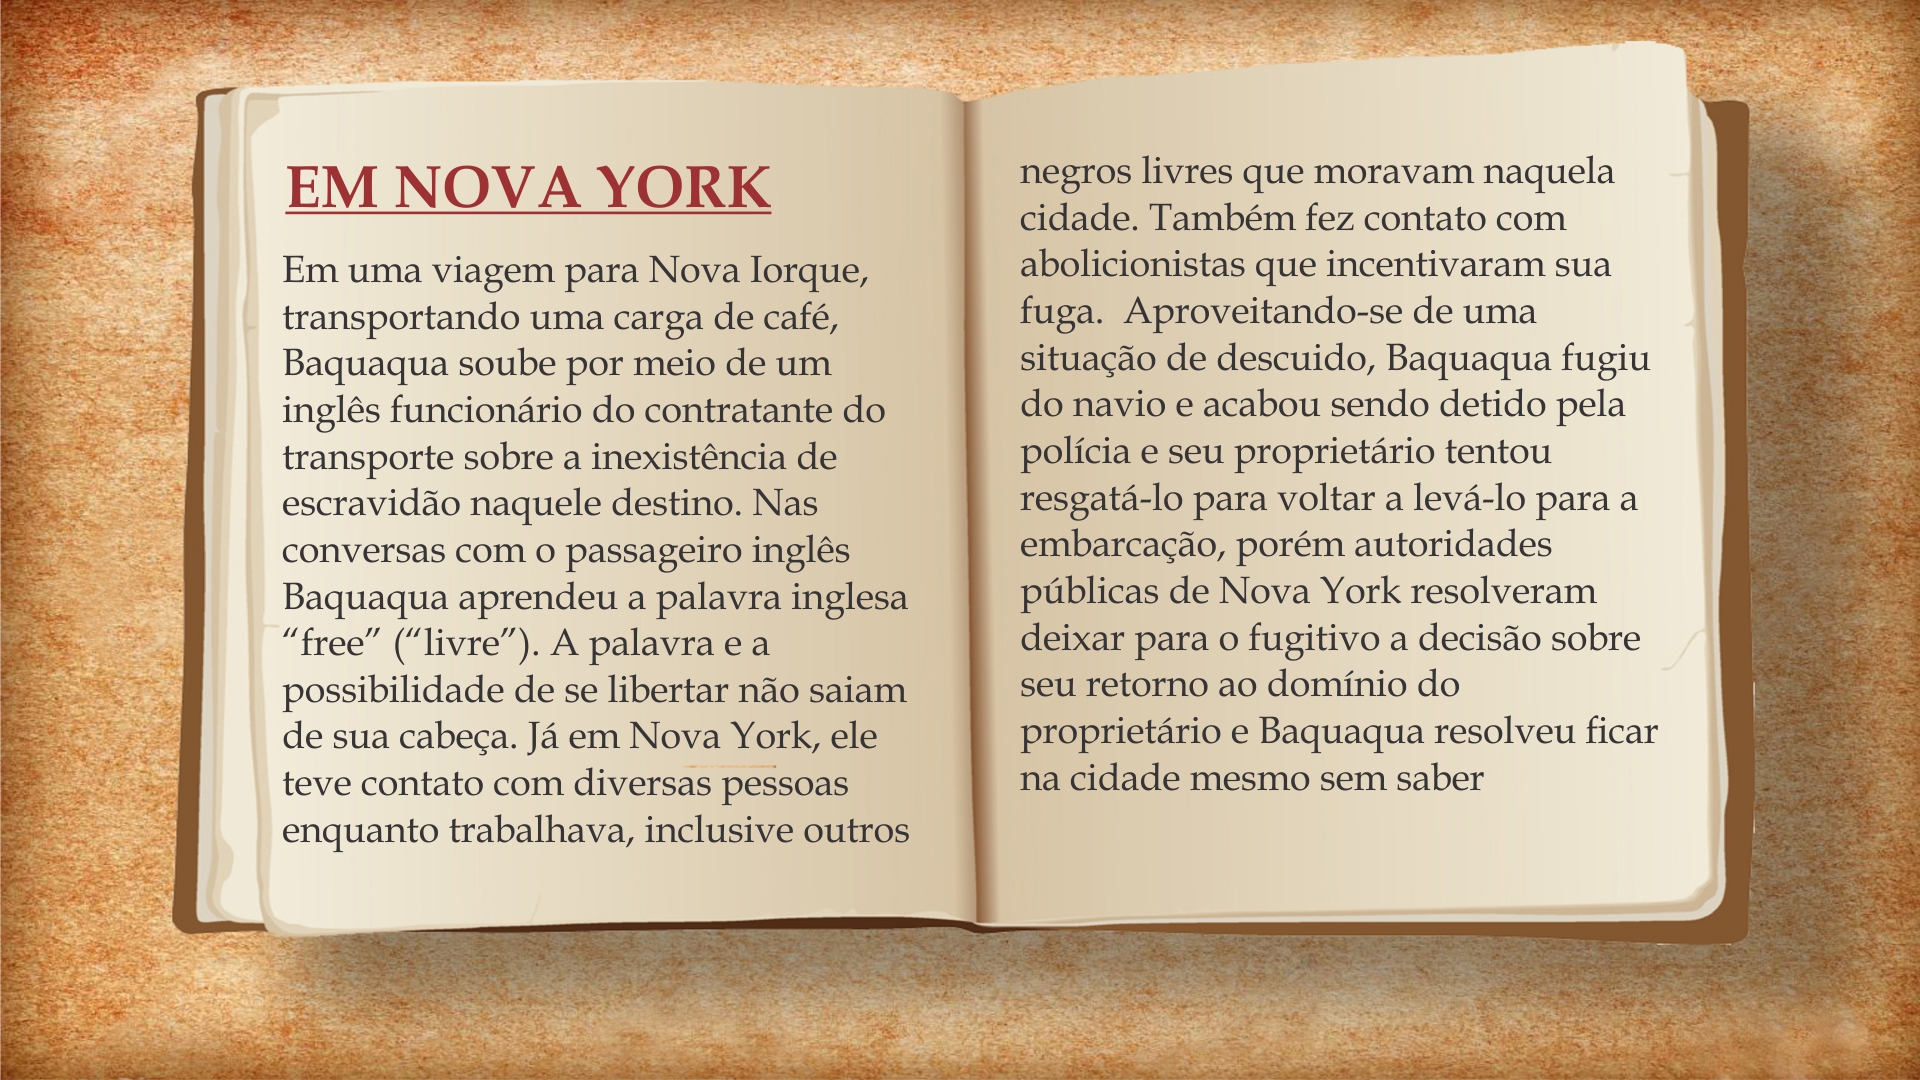 EM NOVA YORK
Em uma viagem para Nova Iorque,
transportando uma carga de café,
Baquaqua soube por meio de um
inglês funcionário do contratante do
transporte sobre a inexistência de
escravidão naquele destino. Nas
conversas com o passageiro inglês
Baquaqua aprendeu a palavra inglesa
“free” (“livre”). A palavra e a
possibilidade de se libertar não saiam
de sua cabeça. Já em Nova York, ele
teve contato com diversas pessoas
enquanto trabalhava, inclusive outros
negros livres que moravam naquela
cidade. Também fez contato com
abolicionistas que incentivaram sua
fuga.  Aproveitando-se de uma
situação de descuido, Baquaqua fugiu
do navio e acabou sendo detido pela
polícia e seu proprietário tentou
resgatá-lo para voltar a levá-lo para a
embarcação, porém autoridades
públicas de Nova York resolveram
deixar para o fugitivo a decisão sobre
seu retorno ao domínio do
proprietário e Baquaqua resolveu ficar
na cidade mesmo sem saber